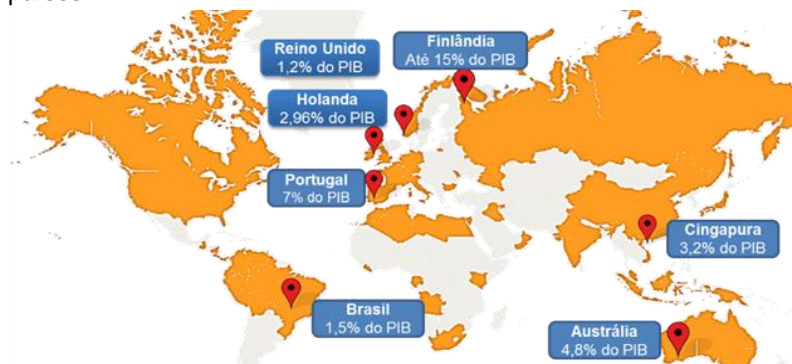 Reino Unido
1,2% do PIB
Finlândia
Até 15% do PIB
Holanda
2,96% do PIB
Portugal
7% do PIB
Cingapura
3,2% do PIB
Brasil
1,5% do PIB
Austrália
4,8% do PIB